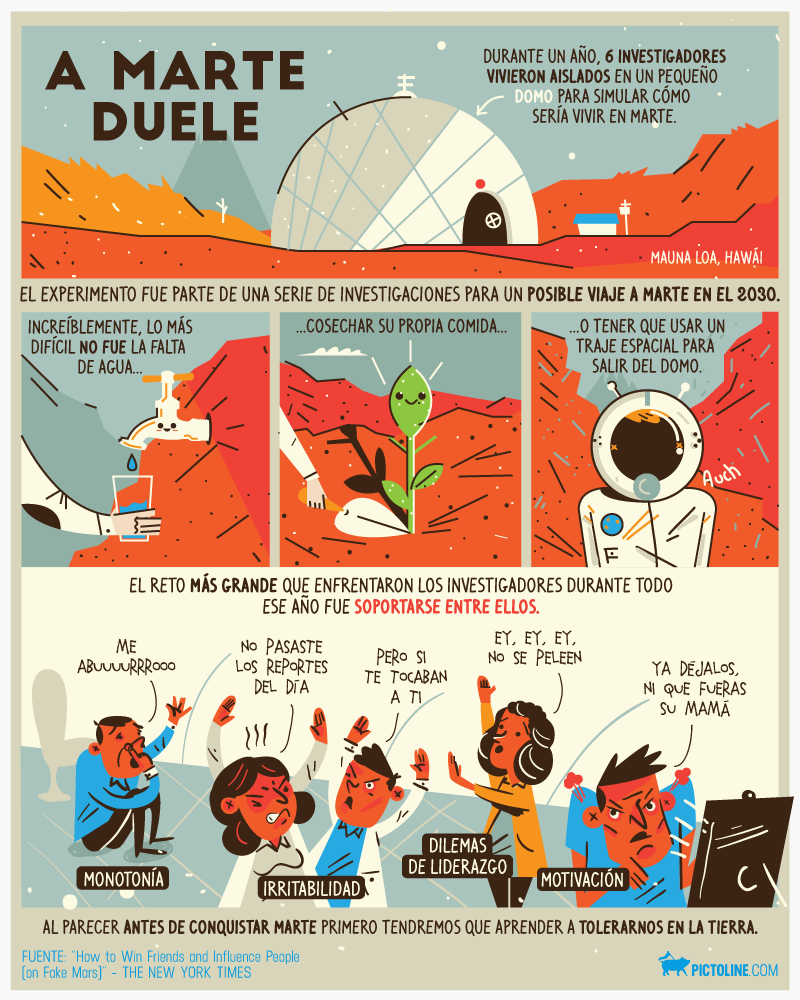 A MARTE
DUELE
DURANTE UN AÑO, 6 INVESTIGADORES
VIVIERON AISLADOS EN UN PEQUEÑO
DOMO PARA SIMULAR CÓMO
SERÍA VIVIR EN MARTE.
MAUNA LOA, HAWÁI
EL EXPERIMENTO FUE PARTE DE UNA SERIE DE INVESTIGACIONES PARA UN POSIBLE VIAJE A MARTE EN EL 2030.
INCREÍBLEMENTE, LO MÁS
DIFÍCIL NO FUE LA FALTA
DE AGUA...
...COSECHAR SU PROPIA COMIDA...
...O TENER QUE USAR UN
TRAJE ESPACIAL PARA
SALIR DEL DOMO.
Auch
EL RETO MÁS GRANDE QUE ENFRENTARON LOS INVESTIGADORES DURANTE TODO
ESE AÑO FUE SOPORTARSE ENTRE ELLOS.
ME
ABUUUURRROOO
NO PASASTE
LOS REPORTES
DEL DÍA
PERO SI
TE TOCABAN
A TI
EY, EY, EY,
NO SE PELEEN
YA DÉJALOS,
NI QUE FUERAS
SU MAMÁ
MONOTONÍA
IRRITABILIDAD
DILEMAS
DE LIDERAZGO
MOTIVACIÓN
AL PARECER ANTES DE CONQUISTAR MARTE PRIMERO TENDREMOS QUE APRENDER A TOLERARNOS EN LA TIERRA.
FUENTE: "How to Win Friends and Influence People
(on Fake Mars)" - THE NEW YORK TIMES
PICTOLINE.COM